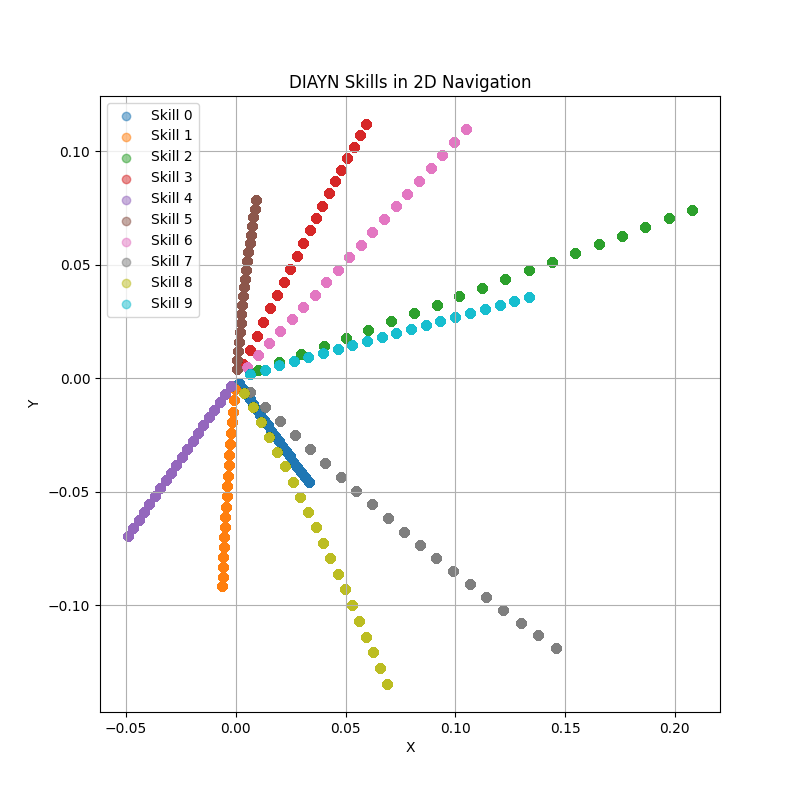 DIAYN Skills in 2D Navigation
Skill 0
Skill 1
Skill 2
Skill 3
Skill 4
Skill 5
Skill 6
Skill 7
Skill 8
Skill 9
0.10
0.05
0.00
−0.05
−0.10
Y
−0.05
0.00
0.05
0.10
0.15
0.20
X